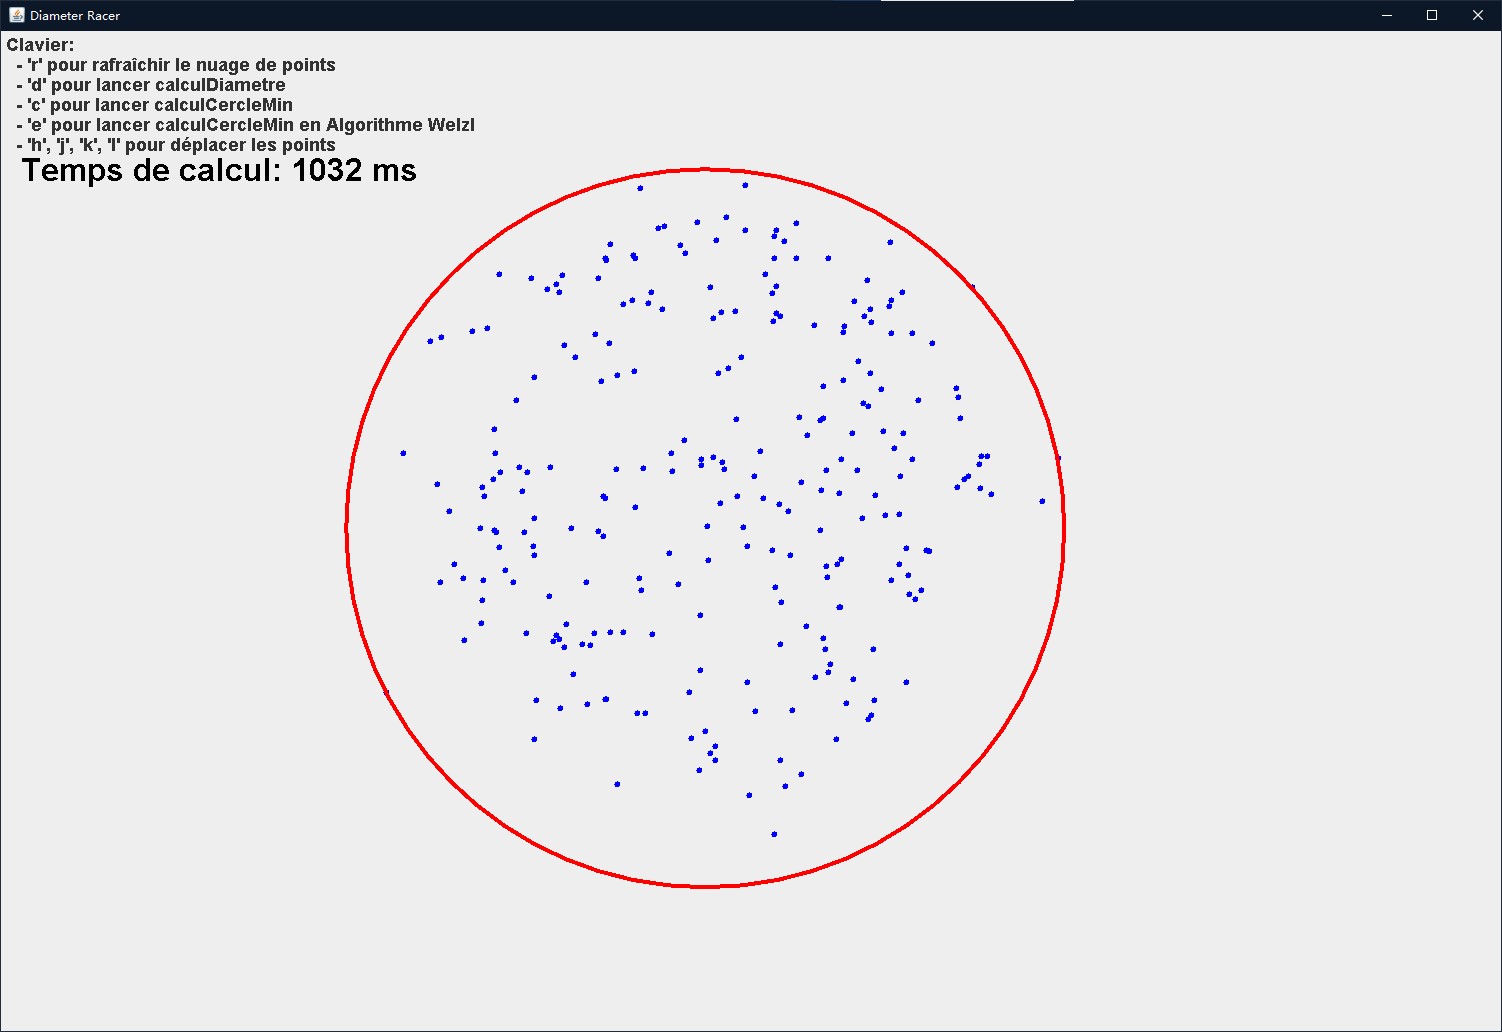 Diameter Racer
Clavier:
- 'r' pour rafraîchir le nuage de points
- 'd' pour lancer calculDiametre
- 'c' pour lancer calculCercleMin
- 'e' pour lancer calculCercleMin en Algorithme Welzl
- 'h', 'j', 'k', 'l' pour déplacer les points
Temps de calcul: 1032 ms